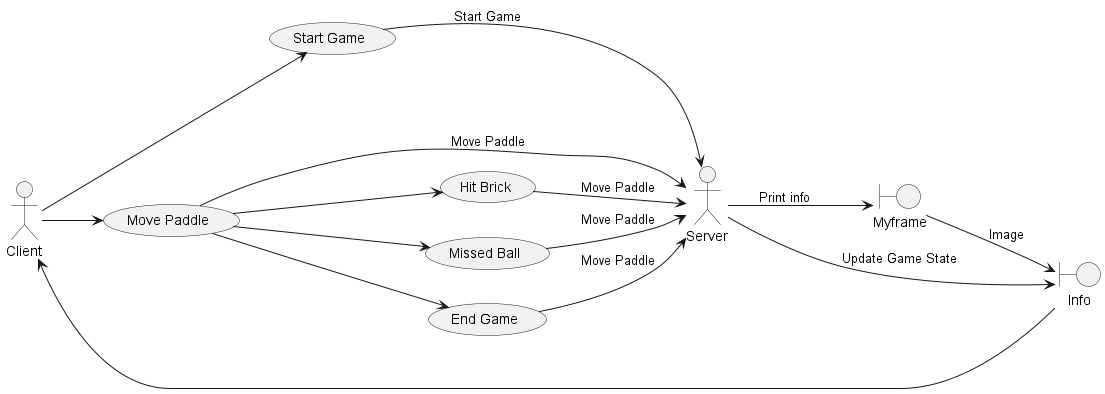 Start Game
Start Game
Move Paddle
Hit Brick
Move Paddle
Print info
Myframe
Client
Move Paddle
Move Paddle
Server
Image
Missed Ball
Move Paddle
Update Game State
Info
End Game